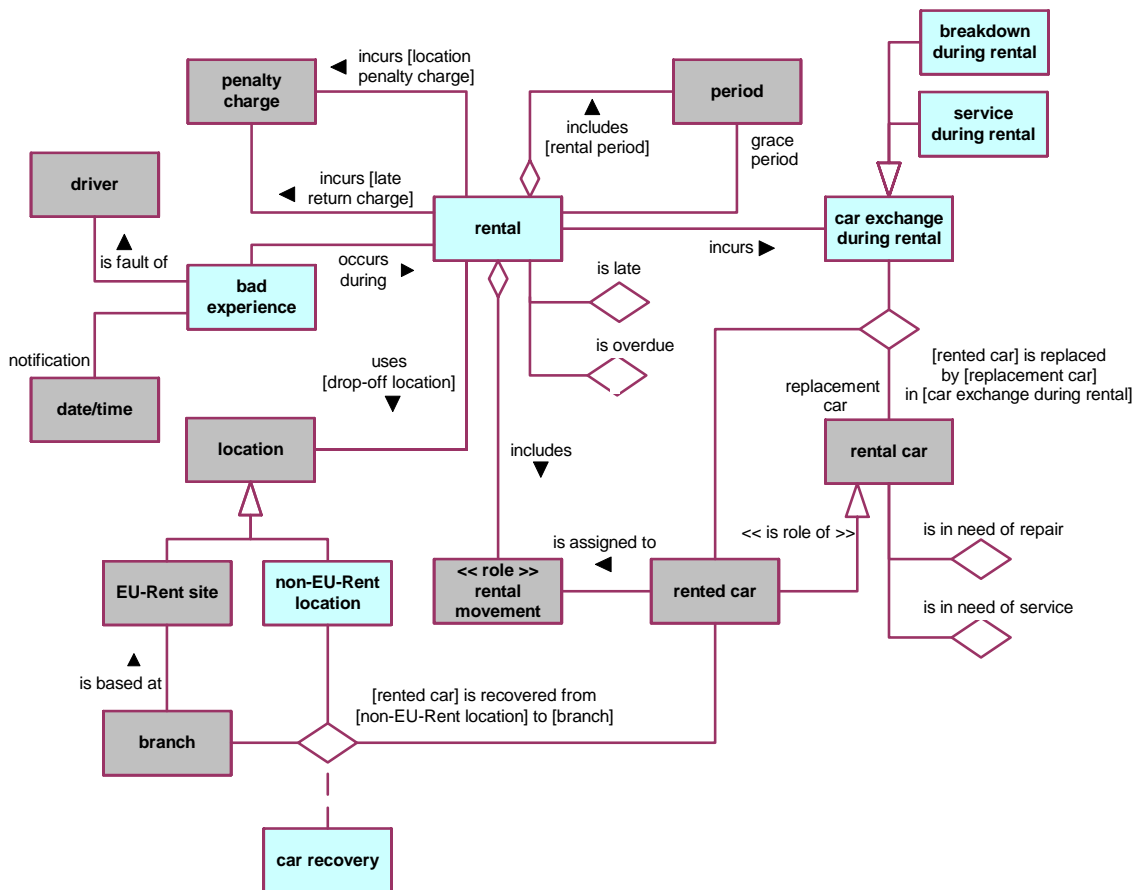 breakdown
during rental
incurs [location
penalty charge]
penalty
charge
period
includes
[rental period]
service
during rental
grace
period
driver
incurs [late
return charge]
rental
car exchange
during rental
is fault of
occurs
during
incurs
bad
experience
is late
is overdue
notification
uses
[drop-off location]
[rented car] is replaced
by [replacement car]
in [car exchange during rental]
replacement
car
date/time
location
includes
rental car
<< is role of >>
is in need of repair
is assigned to
EU-Rent site
non-EU-Rent
location
<< role >>
rental
movement
rented car
is in need of service
is based at
[rented car] is recovered from
[non-EU-Rent location] to [branch]
branch
car recovery